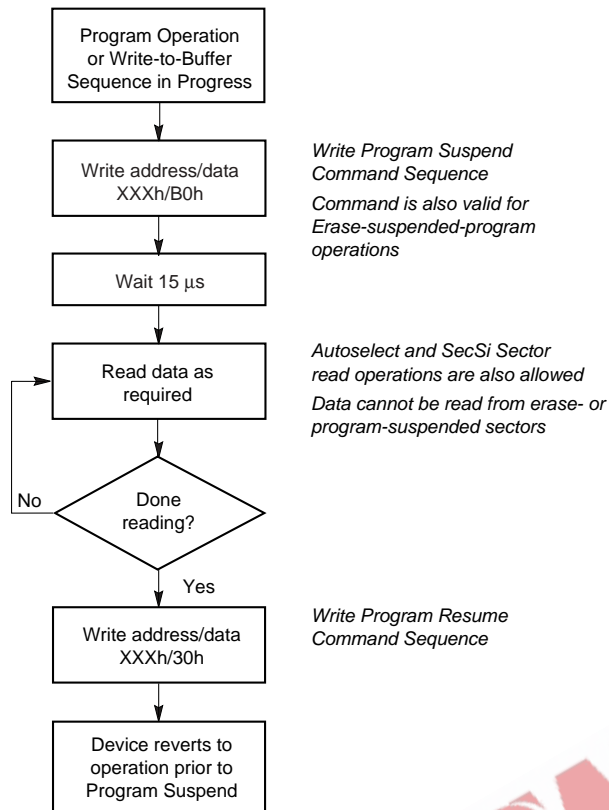 Program Operation
or Write-to-Buffer
Sequence in Progress
Write address/data
XXXh/B0h
Write Program Suspend
Command Sequence
Command is also valid for
Erase-suspended-program
operations
Wait 15 μs
Read data as
required
Autoselect and SecSi Sector
read operations are also allowed
Data cannot be read from erase- or
program-suspended sectors
No
Done
reading?
Yes
Write address/data
XXXh/30h
Write Program Resume
Command Sequence
Device reverts to
operation prior to
Program Suspend